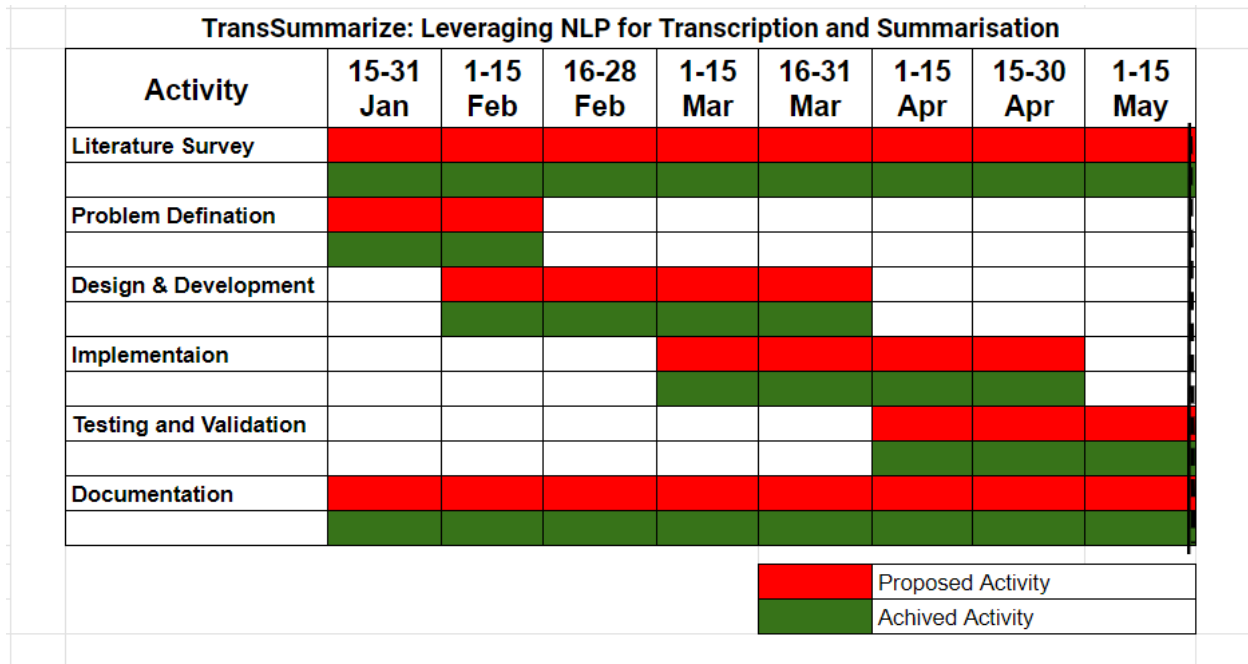 TransSummarize: Leveraging NLP for Transcription and Summarisation
Activity
15-31 Jan
1-15 Feb
16-28 Feb
1-15 Mar
16-31 Mar
1-15 Apr
15-30 Apr
1-15 May
Literature Survey
Problem Defination
Design & Development
Implementaion
Testing and Validation
Documentation
Proposed Activity
Achived Activity